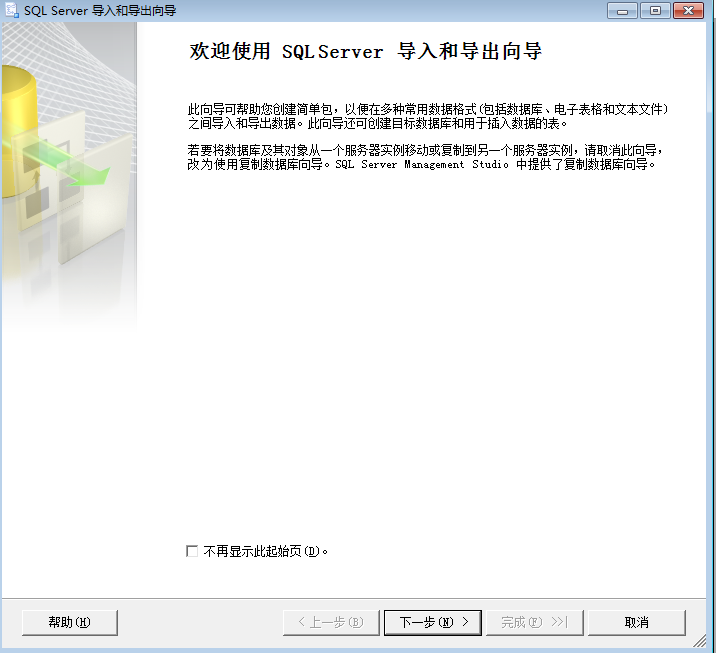 SQL Server 导入和导出向导
欢迎使用 SQL Server 导入和导出向导
此向导可帮助您创建简单包，以便在多种常用数据格式(包括数据库、电子表格和文本文件)
之间导入和导出数据。此向导还可创建目标数据库和用于插入数据的表。
若要将数据库及其对象从一个服务器实例移动或复制到另一个服务器实例，请取消此向导，
改为使用复制数据库向导。SQL Server Management Studio 中提供了复制数据库向导。
不再显示此起始页(D)。
帮助(H) < 上一步(B) 下一步(N) > 完成(F) >>| 取消